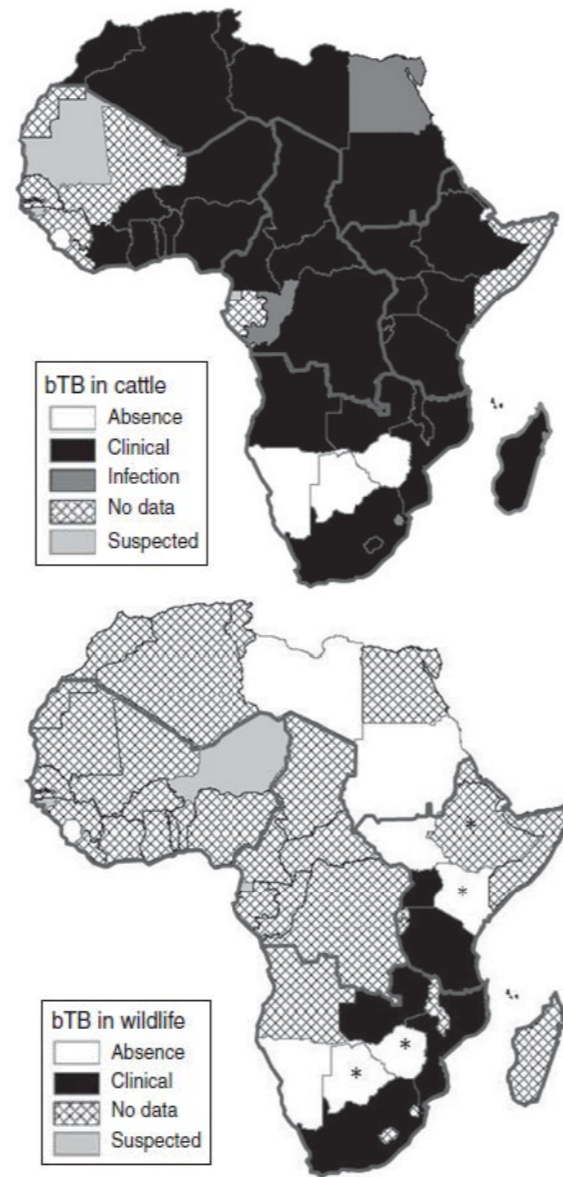 bTB in cattle
Absence
Clinical
Infection
No data
Suspected
*
*
*
*
bTB in wildlife
Absence
Clinical
No data
Suspected